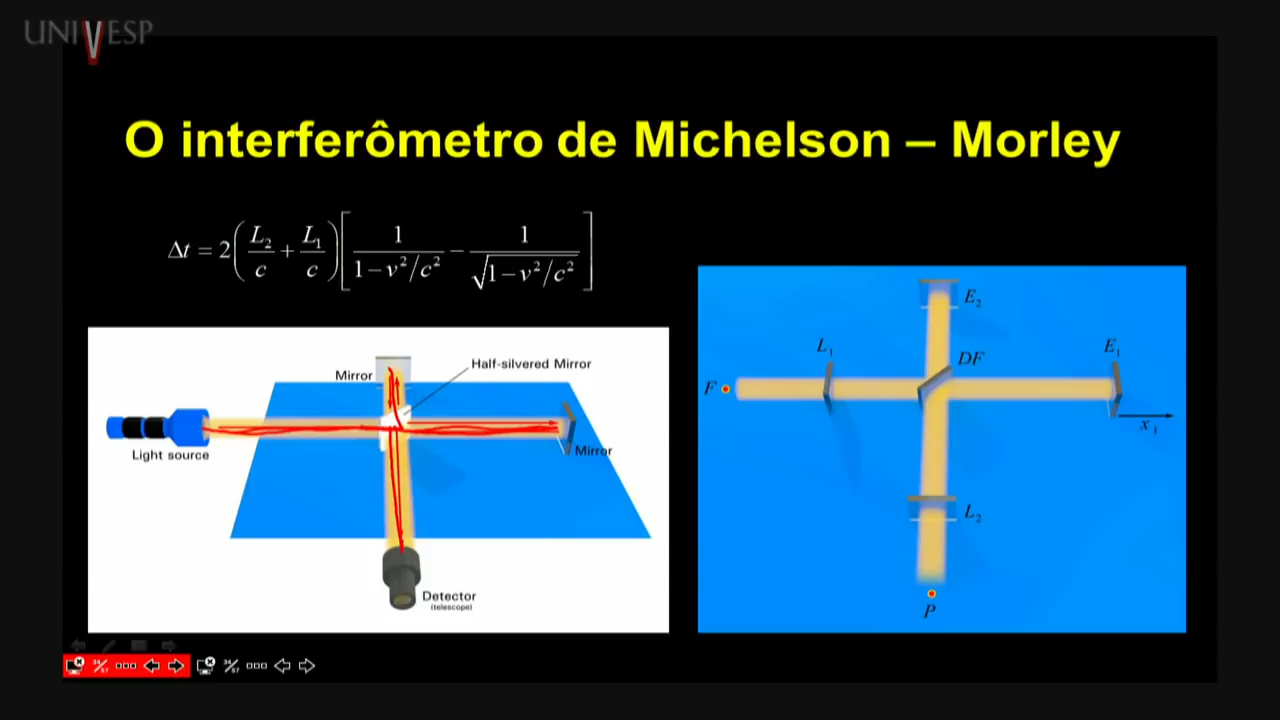 UNIVESP
O interferômetro de Michelson – Morley
Δt = 2(L₂/c + L₁/c)[1/(1−v²/c²) − 1/√(1−v²/c²)]
Half-silvered Mirror
Mirror
Light source
Mirror
Detector
(telescope)
E₂
L₁
DF
E₁
F
x₁
L₂
P